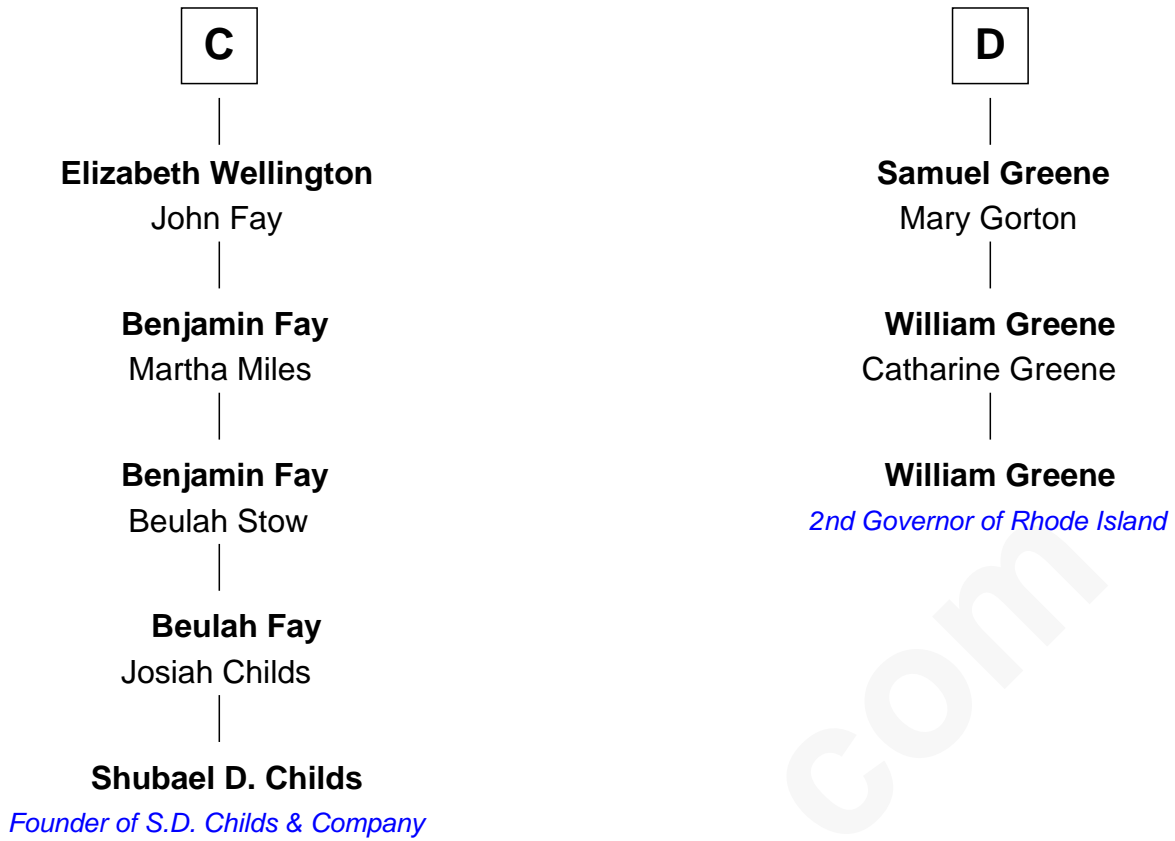 C
Elizabeth Wellington
John Fay
Benjamin Fay
Martha Miles
Benjamin Fay
Beulah Stow
Beulah Fay
Josiah Childs
Shubael D. Childs
Founder of S.D. Childs & Company
D
Samuel Greene
Mary Gorton
William Greene
Catharine Greene
William Greene
2nd Governor of Rhode Island
com